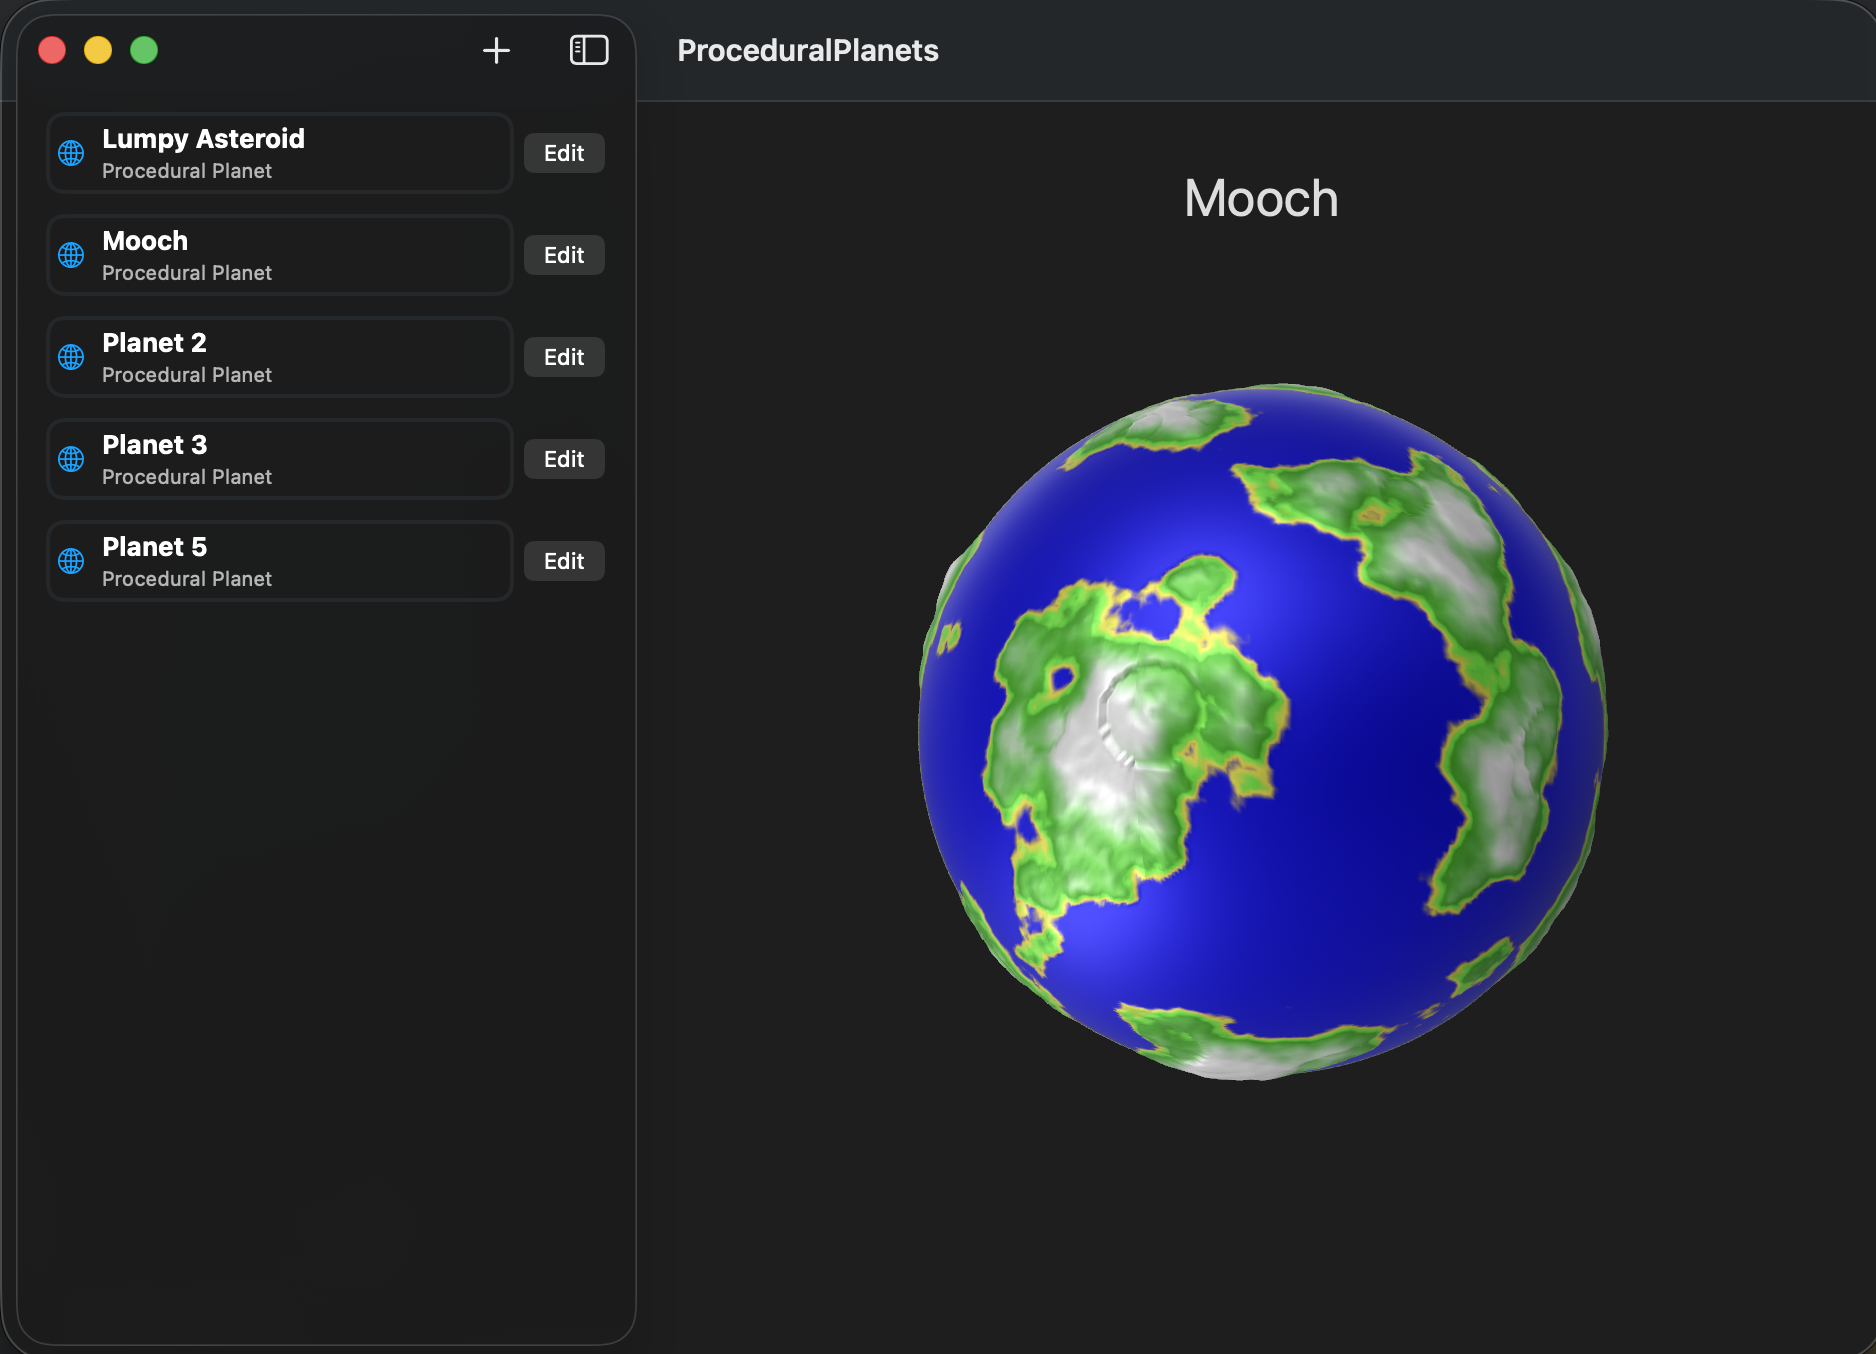 ProceduralPlanets
Lumpy Asteroid
Procedural Planet
Edit
Mooch
Procedural Planet
Edit
Planet 2
Procedural Planet
Edit
Planet 3
Procedural Planet
Edit
Planet 5
Procedural Planet
Edit
Mooch